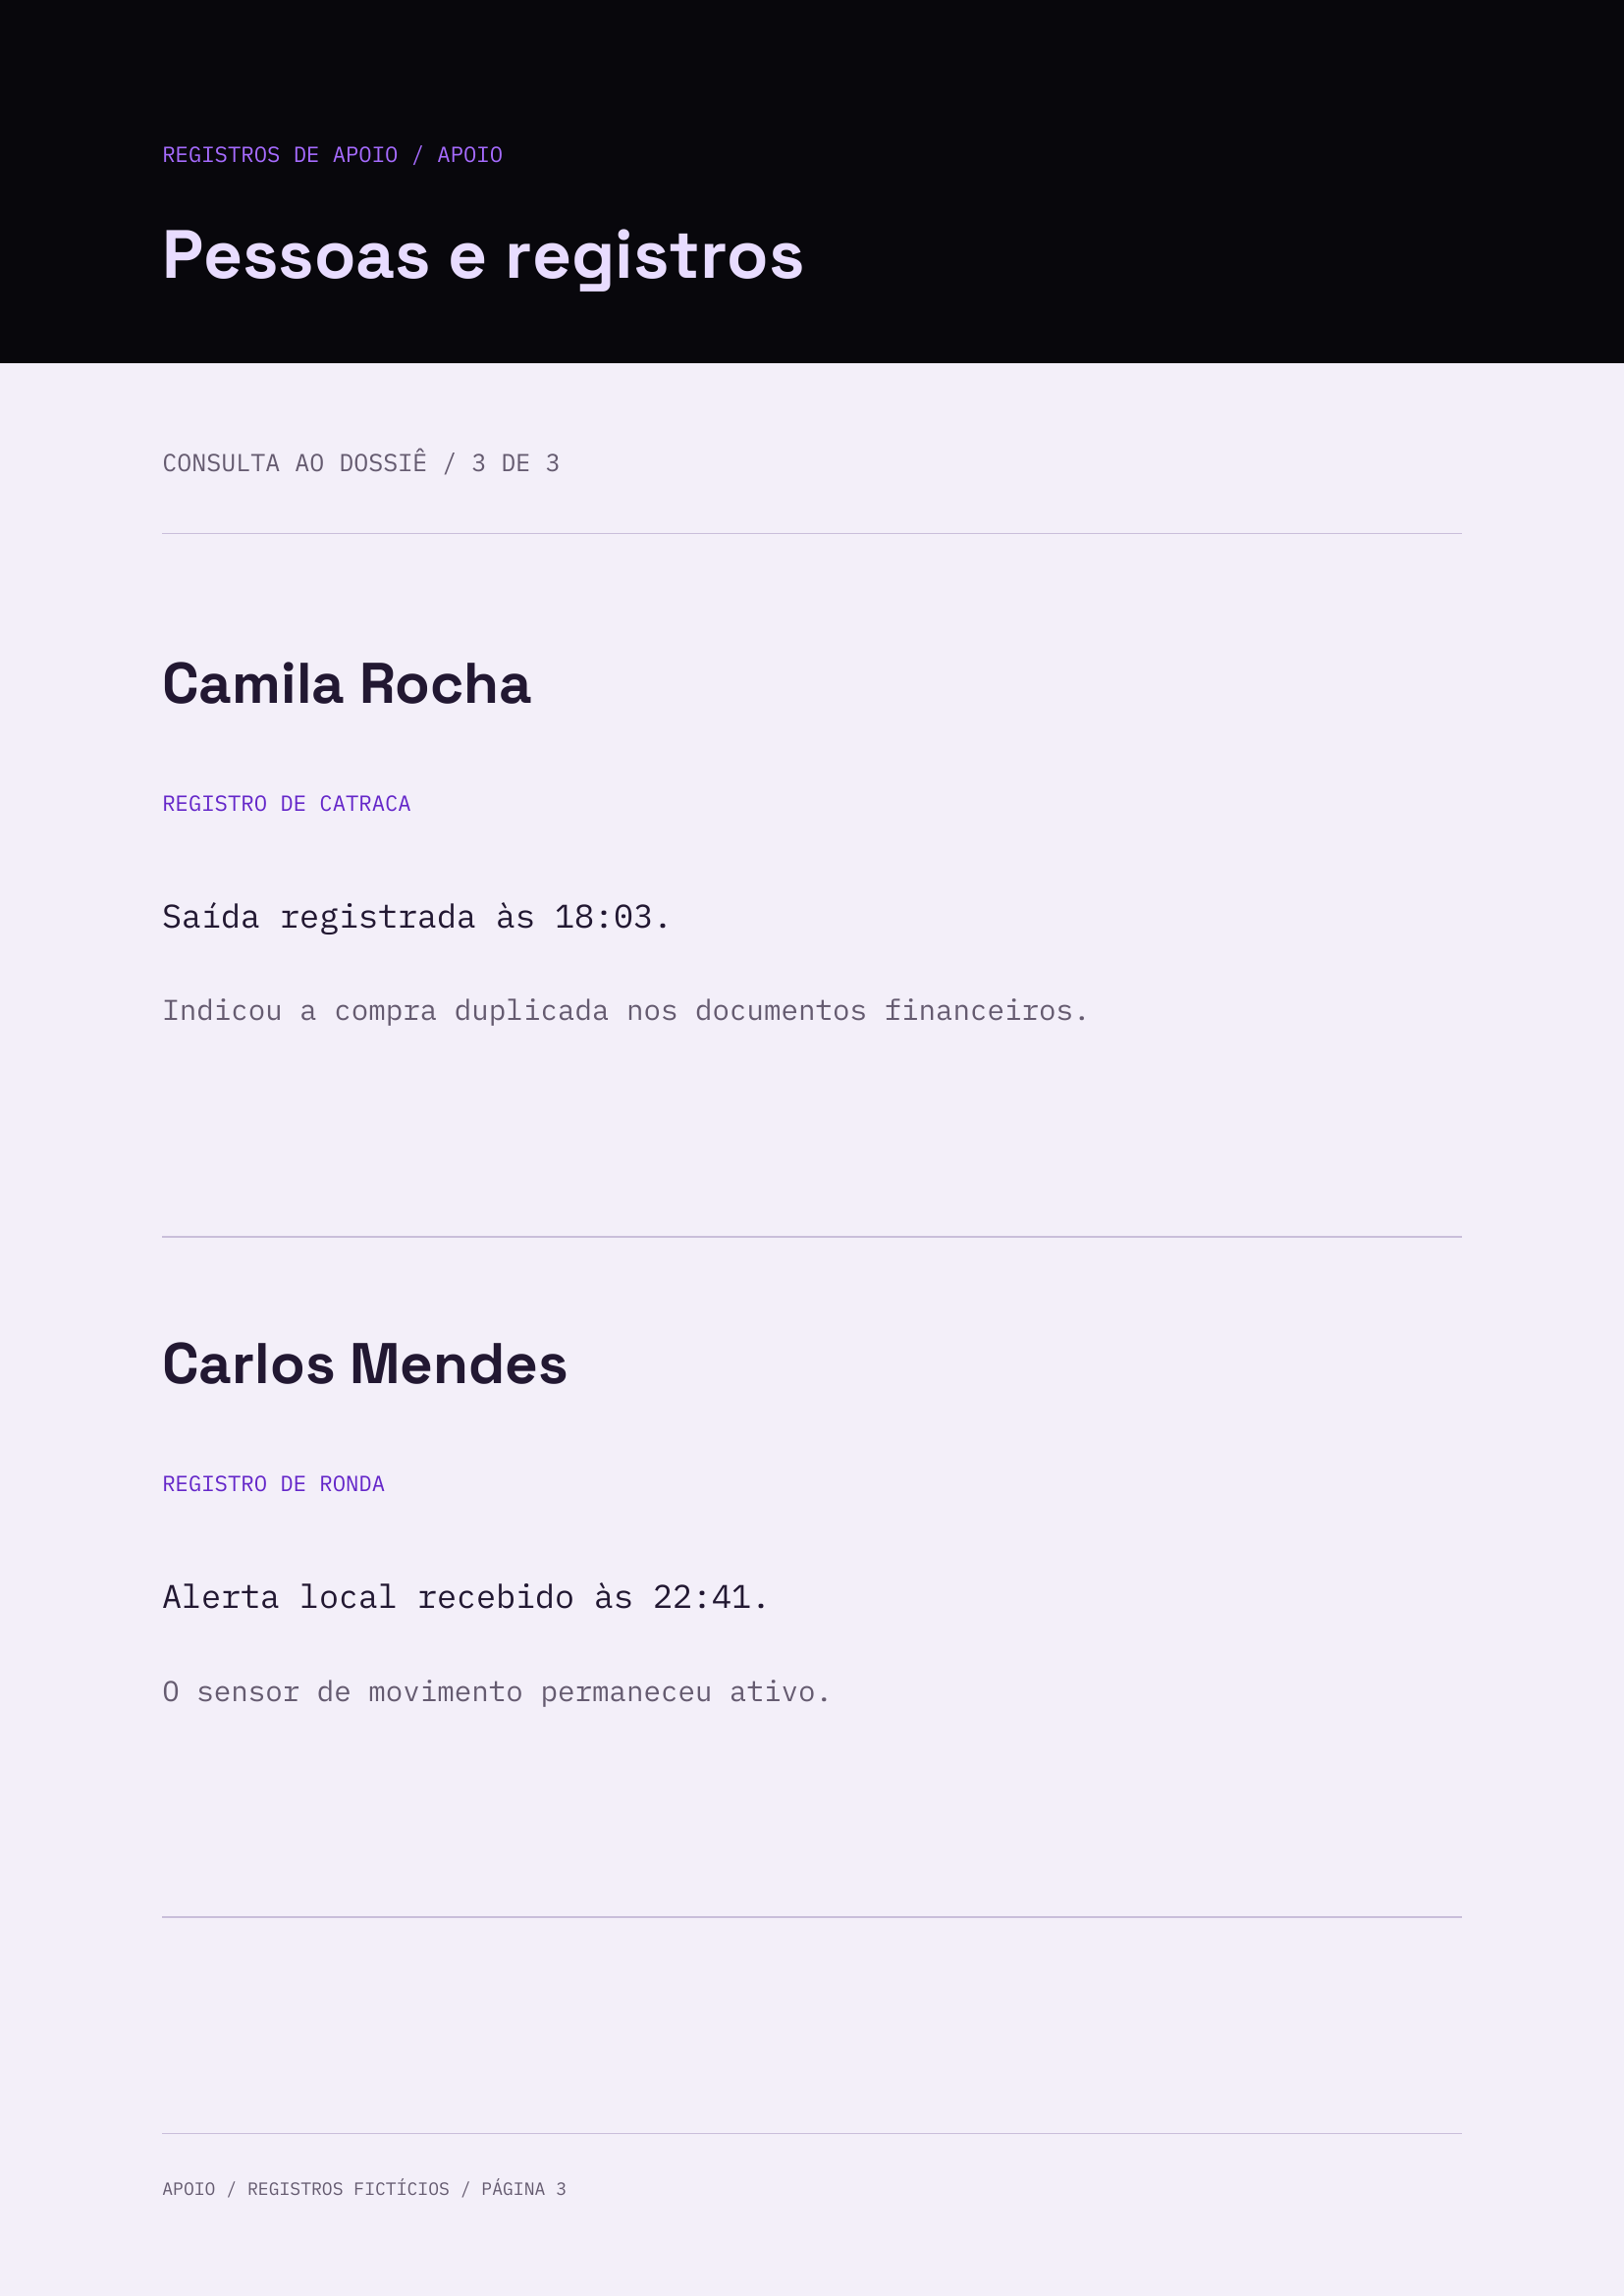 REGISTROS DE APOIO / APOIO
Pessoas e registros
CONSULTA AO DOSSIÊ / 3 DE 3
Camila Rocha
REGISTRO DE CATRACA
Saída registrada às 18:03.
Indicou a compra duplicada nos documentos financeiros.
Carlos Mendes
REGISTRO DE RONDA
Alerta local recebido às 22:41.
O sensor de movimento permaneceu ativo.
APOIO / REGISTROS FICTÍCIOS / PÁGINA 3